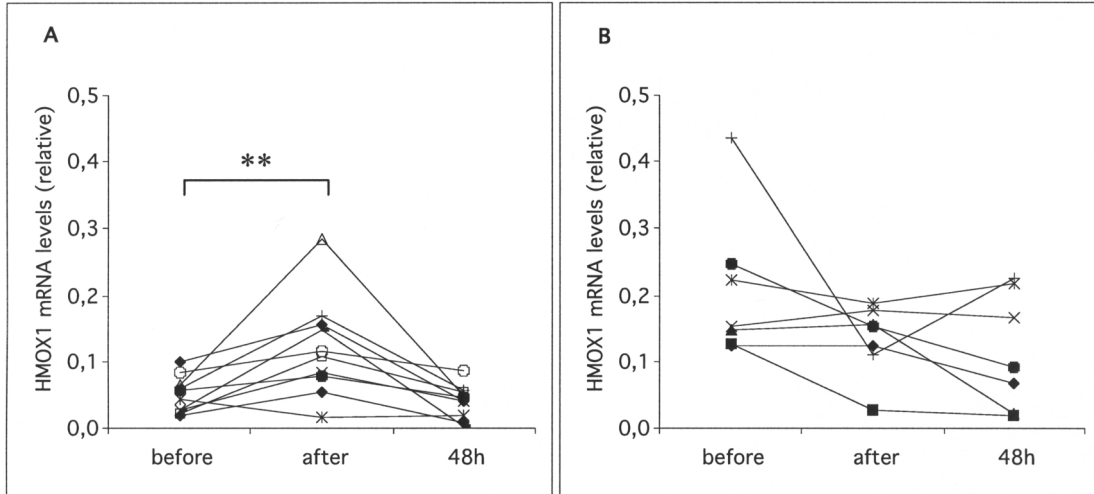 A
HMOX1 mRNA levels (relative)
0,5
0,4
0,3
0,2
0,1
0,0
**
before after 48h
B
HMOX1 mRNA levels (relative)
0,5
0,4
0,3
0,2
0,1
0,0
before after 48h